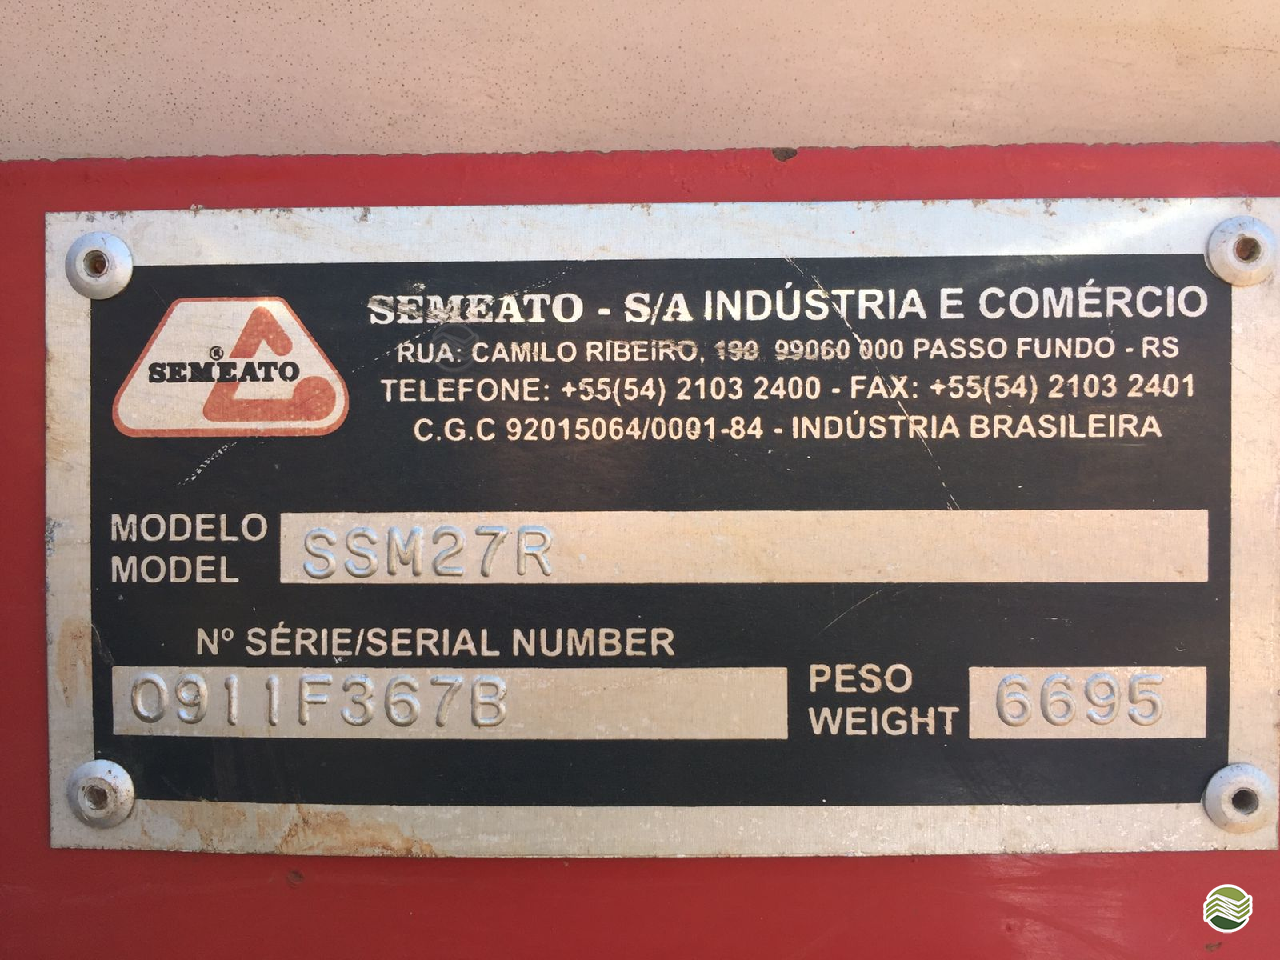 SEMEATO - S/A INDÚSTRIA E COMÉRCIO
RUA: CAMILO RIBEIRO, 190 99060 000 PASSO FUNDO - RS
TELEFONE: +55(54) 2103 2400 - FAX: +55(54) 2103 2401
C.G.C 92015064/0001-84 - INDÚSTRIA BRASILEIRA
SEMEATO®
MODELO
MODEL
SSM27R
Nº SÉRIE/SERIAL NUMBER
0911F367B
PESO
WEIGHT
6695